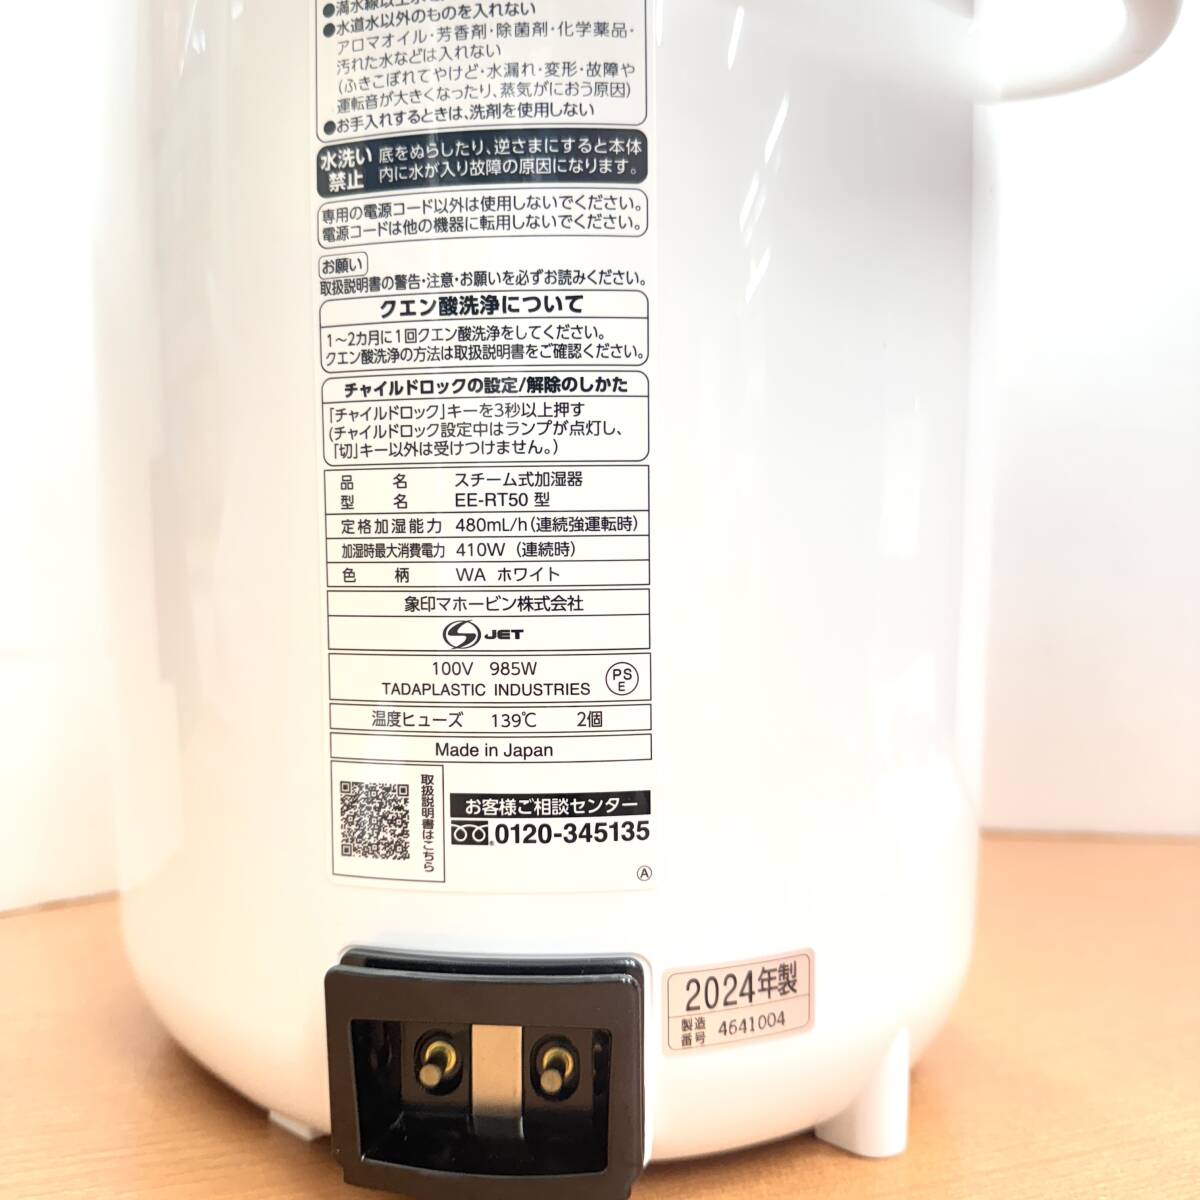 ●水道水以外のものを入れない
アロマオイル・芳香剤・除菌剤・化学薬品・
汚れた水などは入れない
(ふきこぼれてやけど・水漏れ・変形・故障や
運転音が大きくなったり、蒸気がにおう原因)
●お手入れするときは、洗剤を使用しない
水洗い禁止
底をぬらしたり、逆さまにすると本体
内に水が入り故障の原因になります。
専用の電源コード以外は使用しないでください。
電源コードは他の機器に転用しないでください。
お願い
取扱説明書の警告・注意・お願いを必ずお読みください。
クエン酸洗浄について
1〜2カ月に1回クエン酸洗浄をしてください。
クエン酸洗浄の方法は取扱説明書をご確認ください。
チャイルドロックの設定/解除のしかた
「チャイルドロック」キーを3秒以上押す
(チャイルドロック設定中はランプが点灯し、
「切」キー以外は受けつけません。)
品名 スチーム式加湿器
型名 EE-RT50 型
定格加湿能力 480mL/h(連続強運転時)
加湿時最大消費電力 410W (連続時)
色柄 WA ホワイト
象印マホービン株式会社
S JET
100V 985W
TADAPLASTIC INDUSTRIES
PS
E
温度ヒューズ 139℃ 2個
Made in Japan
取扱説明書はこちら
お客様ご相談センター
0120-345135
Ⓐ
2024年製
製造番号 4641004